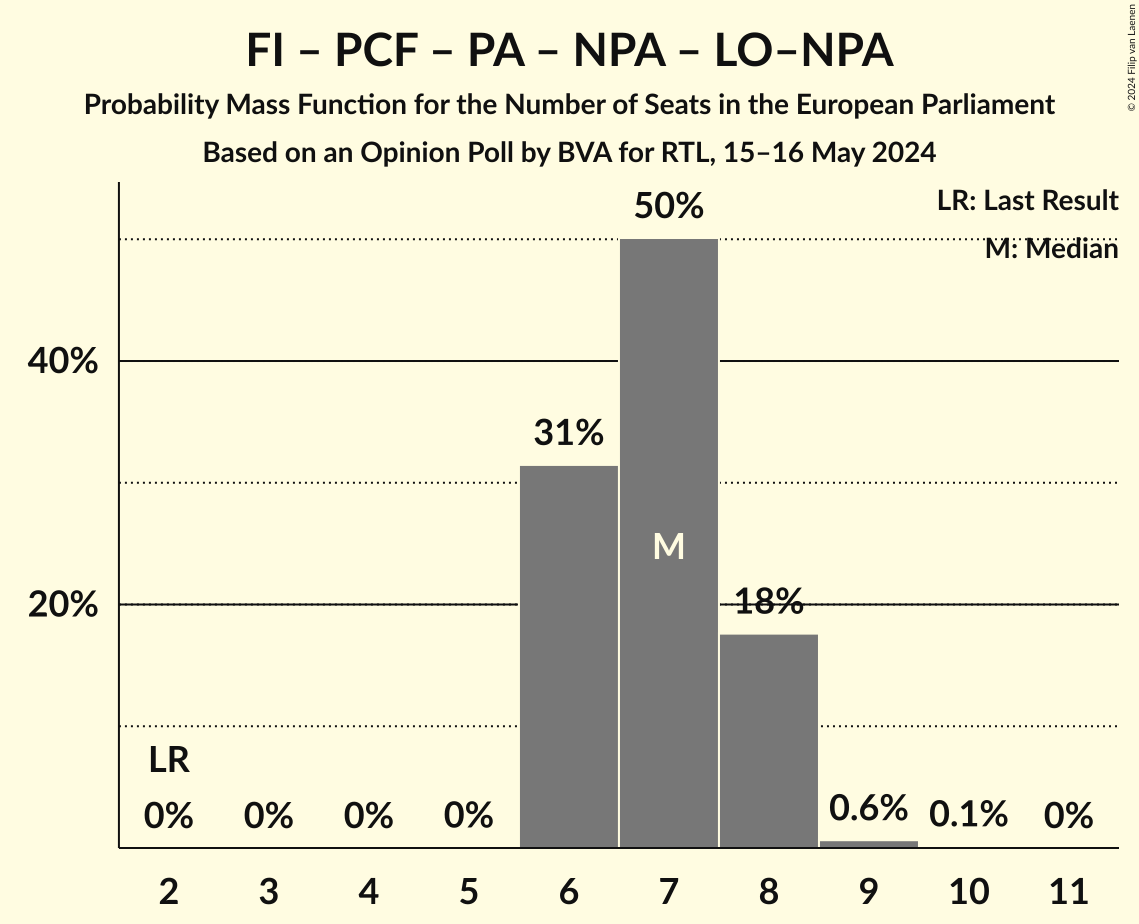 FI – PCF – PA – NPA – LO–NPA
Probability Mass Function for the Number of Seats in the European Parliament
Based on an Opinion Poll by BVA for RTL, 15–16 May 2024
© 2024 Filip van Laenen
LR: Last Result
M: Median
50%
40%
31%
M
20%
18%
LR
0% 0% 0% 0% 0.6% 0.1% 0%
2 3 4 5 6 7 8 9 10 11